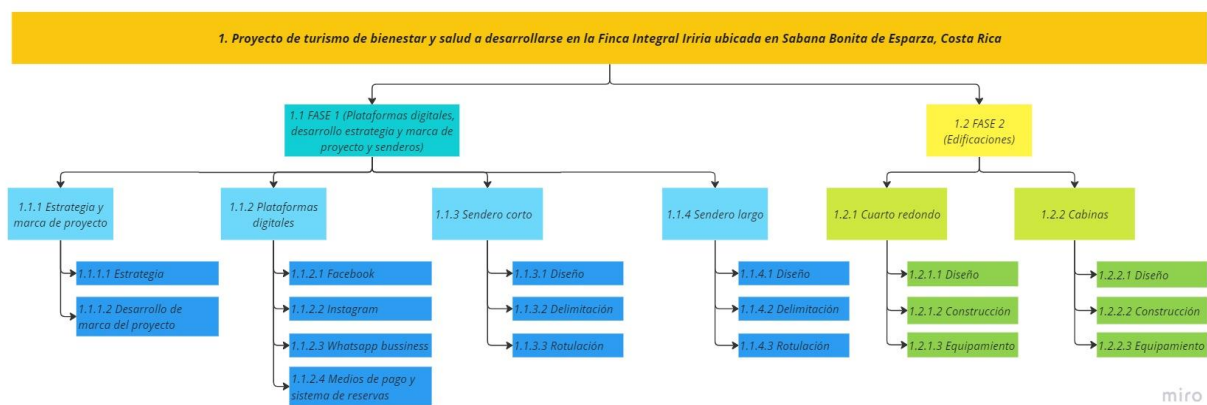 1. Proyecto de turismo de bienestar y salud a desarrollarse en la Finca Integral Iriria ubicada en Sabana Bonita de Esparza, Costa Rica
1.1 FASE 1 (Plataformas digitales,
desarrollo estrategia y marca de
proyecto y senderos)
1.2 FASE 2
(Edificaciones)
1.1.1 Estrategia y
marca de proyecto
1.1.2 Plataformas
digitales
1.1.3 Sendero corto
1.1.4 Sendero largo
1.2.1 Cuarto redondo
1.2.2 Cabinas
1.1.1.1 Estrategia
1.1.1.2 Desarrollo de
marca del proyecto
1.1.2.1 Facebook
1.1.2.2 Instagram
1.1.2.3 Whatsapp bussiness
1.1.2.4 Medios de pago y
sistema de reservas
1.1.3.1 Diseño
1.1.3.2 Delimitación
1.1.3.3 Rotulación
1.1.4.1 Diseño
1.1.4.2 Delimitación
1.1.4.3 Rotulación
1.2.1.1 Diseño
1.2.1.2 Construcción
1.2.1.3 Equipamiento
1.2.2.1 Diseño
1.2.2.2 Construcción
1.2.2.3 Equipamiento
miro